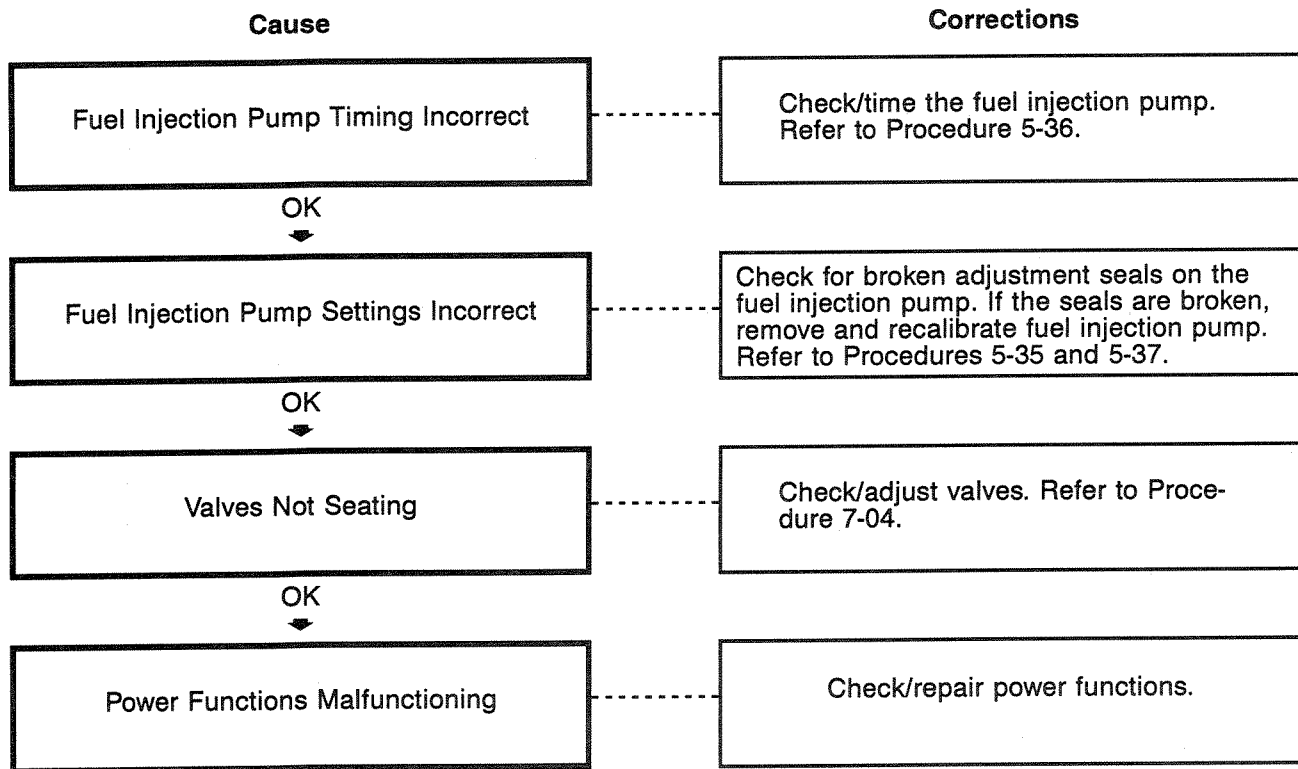 Cause
Corrections
Fuel Injection Pump Timing Incorrect
Check/time the fuel injection pump.
Refer to Procedure 5-36.
OK
Fuel Injection Pump Settings Incorrect
Check for broken adjustment seals on the
fuel injection pump. If the seals are broken,
remove and recalibrate fuel injection pump.
Refer to Procedures 5-35 and 5-37.
OK
Valves Not Seating
Check/adjust valves. Refer to Proce-
dure 7-04.
OK
Power Functions Malfunctioning
Check/repair power functions.